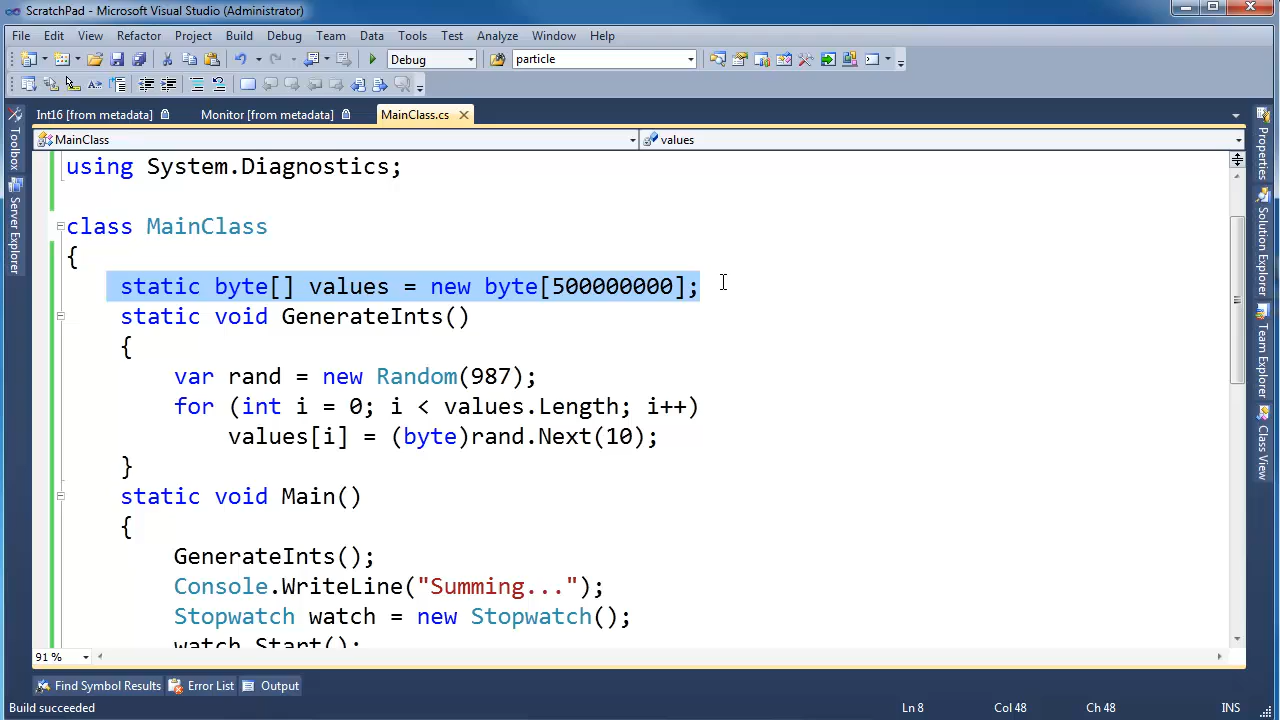 ScratchPad - Microsoft Visual Studio (Administrator)
File Edit View Refactor Project Build Debug Team Data Tools Test Analyze Window Help
Debug particle
Int16 [from metadata] Monitor [from metadata] MainClass.cs
MainClass values
Toolbox
Server Explorer
using System.Diagnostics;
class MainClass
{
static byte[] values = new byte[500000000];
static void GenerateInts()
{
var rand = new Random(987);
for (int i = 0; i < values.Length; i++)
values[i] = (byte)rand.Next(10);
}
static void Main()
{
GenerateInts();
Console.WriteLine("Summing...");
Stopwatch watch = new Stopwatch();
watch.Start();
Properties
Solution Explorer
Team Explorer
Class View
91 %
Find Symbol Results Error List Output
Build succeeded Ln 8 Col 48 Ch 48 INS